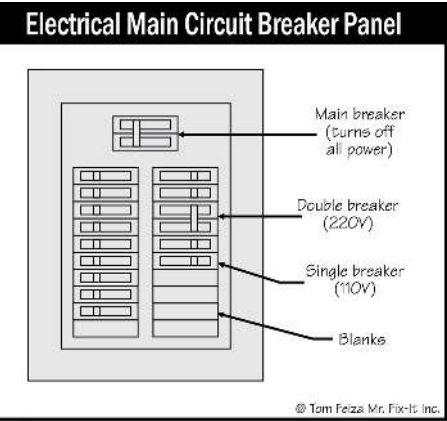 Electrical Main Circuit Breaker Panel
Main breaker
(turns off
all power)
Double breaker
(220V)
Single breaker
(110V)
Blanks
© Tom Feiza Mr. Fix-It Inc.